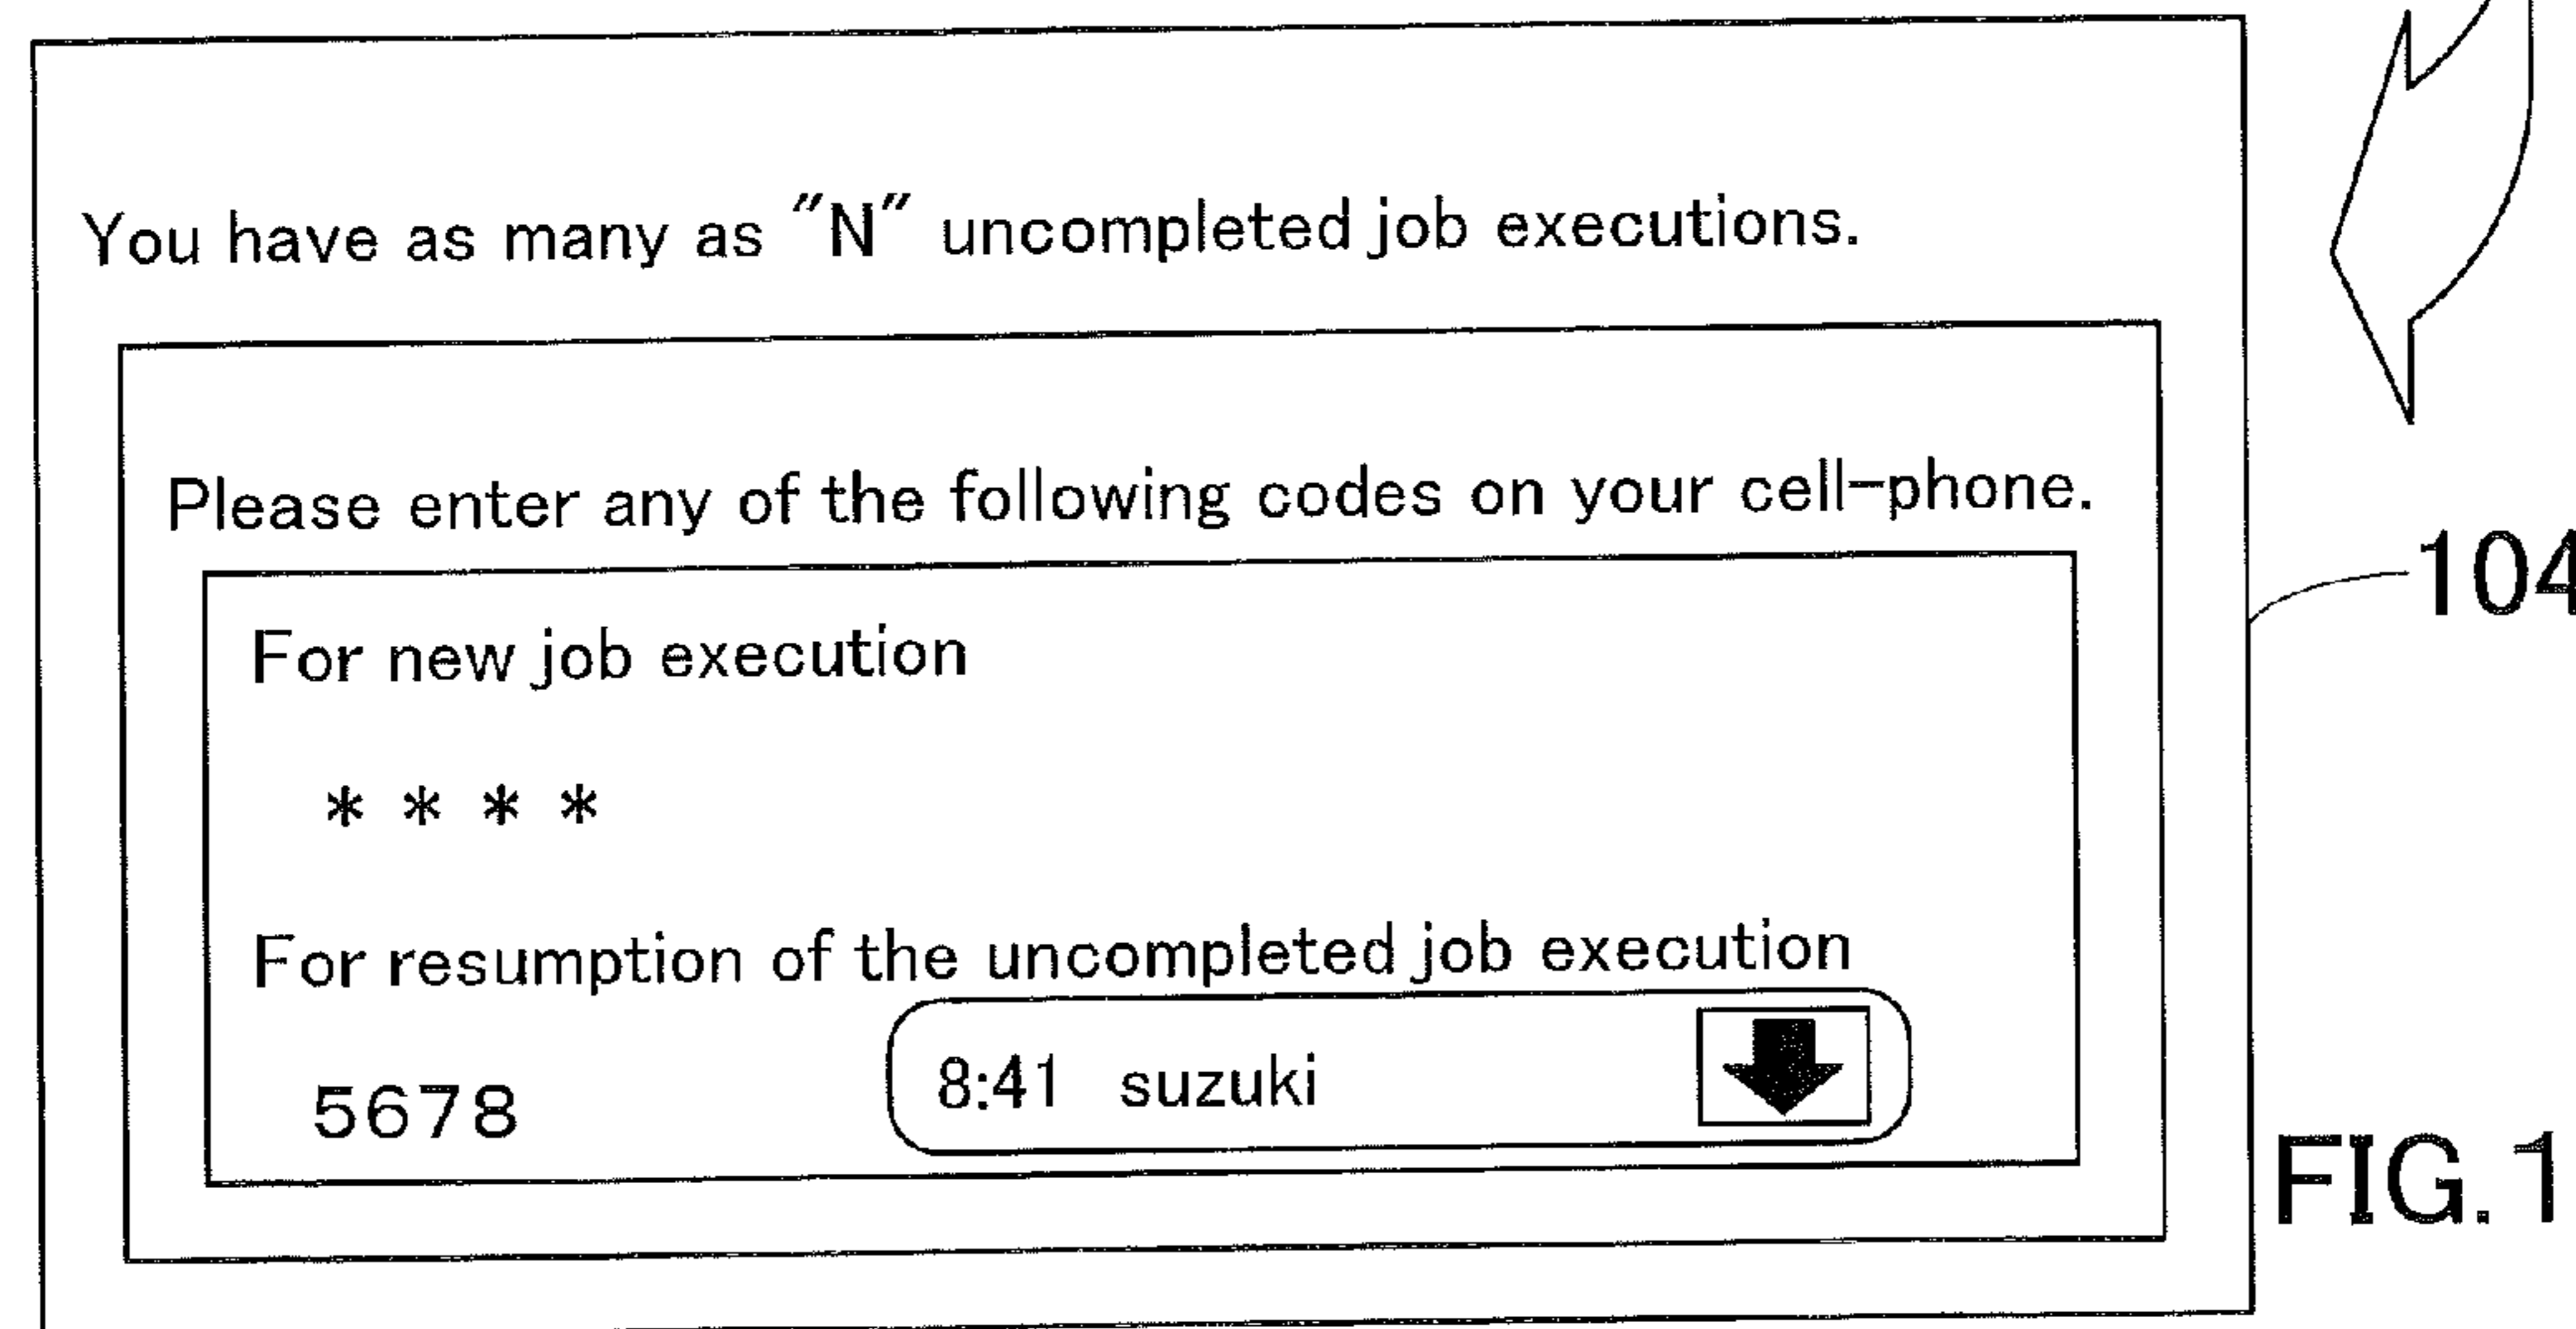 You have as many as "N" uncompleted job executions.
Please enter any of the following codes on your cell-phone.
104
For new job execution
* * * *
For resumption of the uncompleted job execution
5678 8:41 suzuki
FIG. 1